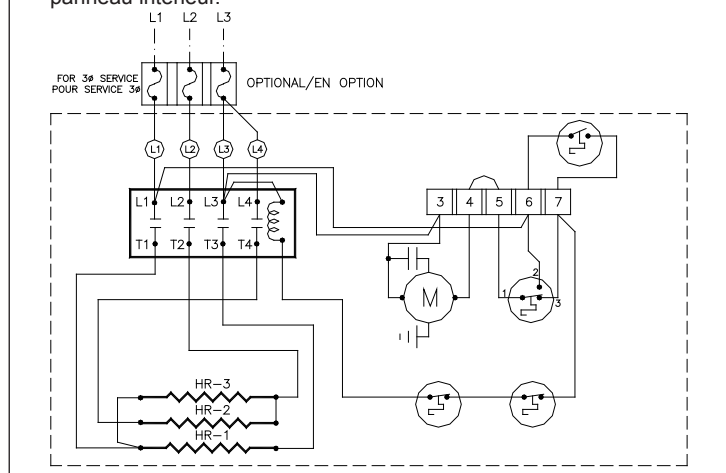 panneau intérieur.
L1 L2 L3
FOR 3ø SERVICE
POUR SERVICE 3ø
OPTIONAL/EN OPTION
L1 L2 L3 L4
L1 L2 L3 L4
3 4 5 6 7
T1 T2 T3 T4
2
1
3
M
HR-3
HR-2
HR-1